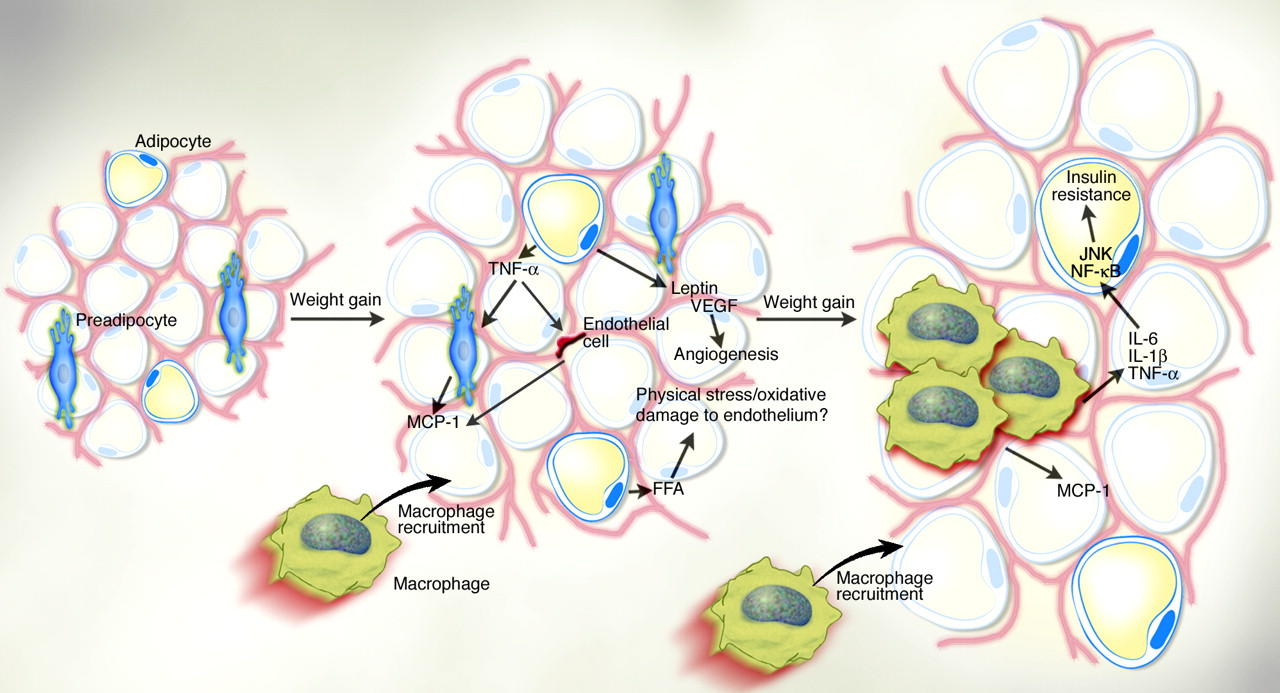 Adipocyte
Preadipocyte
Weight gain
TNF-α
Leptin
VEGF
Angiogenesis
Endothelial
cell
Physical stress/oxidative
damage to endothelium?
MCP-1
FFA
Macrophage
recruitment
Macrophage
Weight gain
Insulin
resistance
JNK
NF-κB
IL-6
IL-1β
TNF-α
MCP-1
Macrophage
recruitment